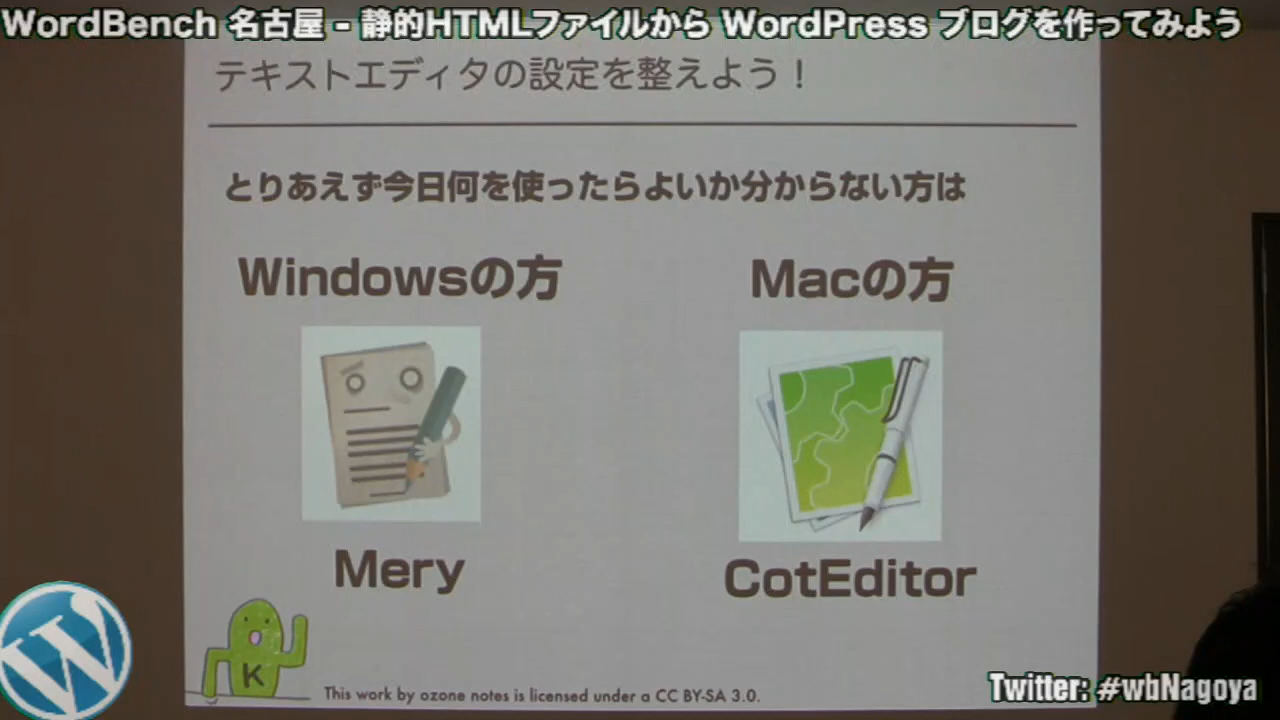 WordBench 名古屋 - 静的HTMLファイルから WordPress ブログを作ってみよう
テキストエディタの設定を整えよう！
とりあえず今日何を使ったらよいか分からない方は
Windowsの方
Macの方
Mery
CotEditor
K
This work by ozone notes is licensed under a CC BY-SA 3.0.
Twitter: #wbNagoya